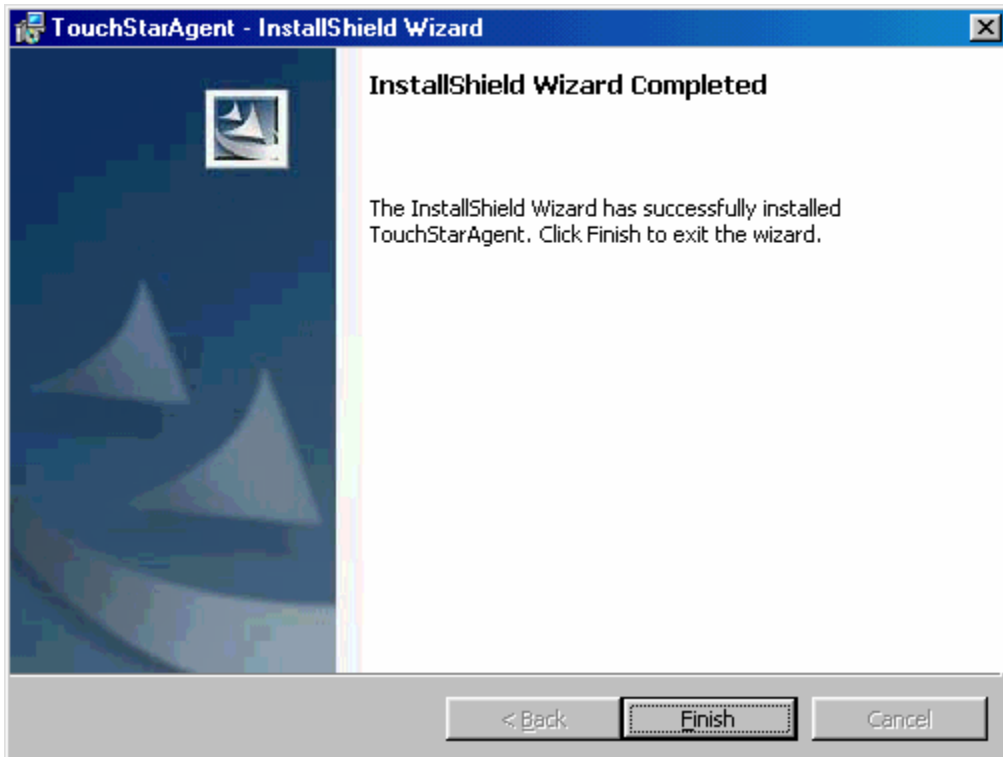 TouchStarAgent - InstallShield Wizard
InstallShield Wizard Completed
The InstallShield Wizard has successfully installed
TouchStarAgent. Click Finish to exit the wizard.
< Back Finish Cancel